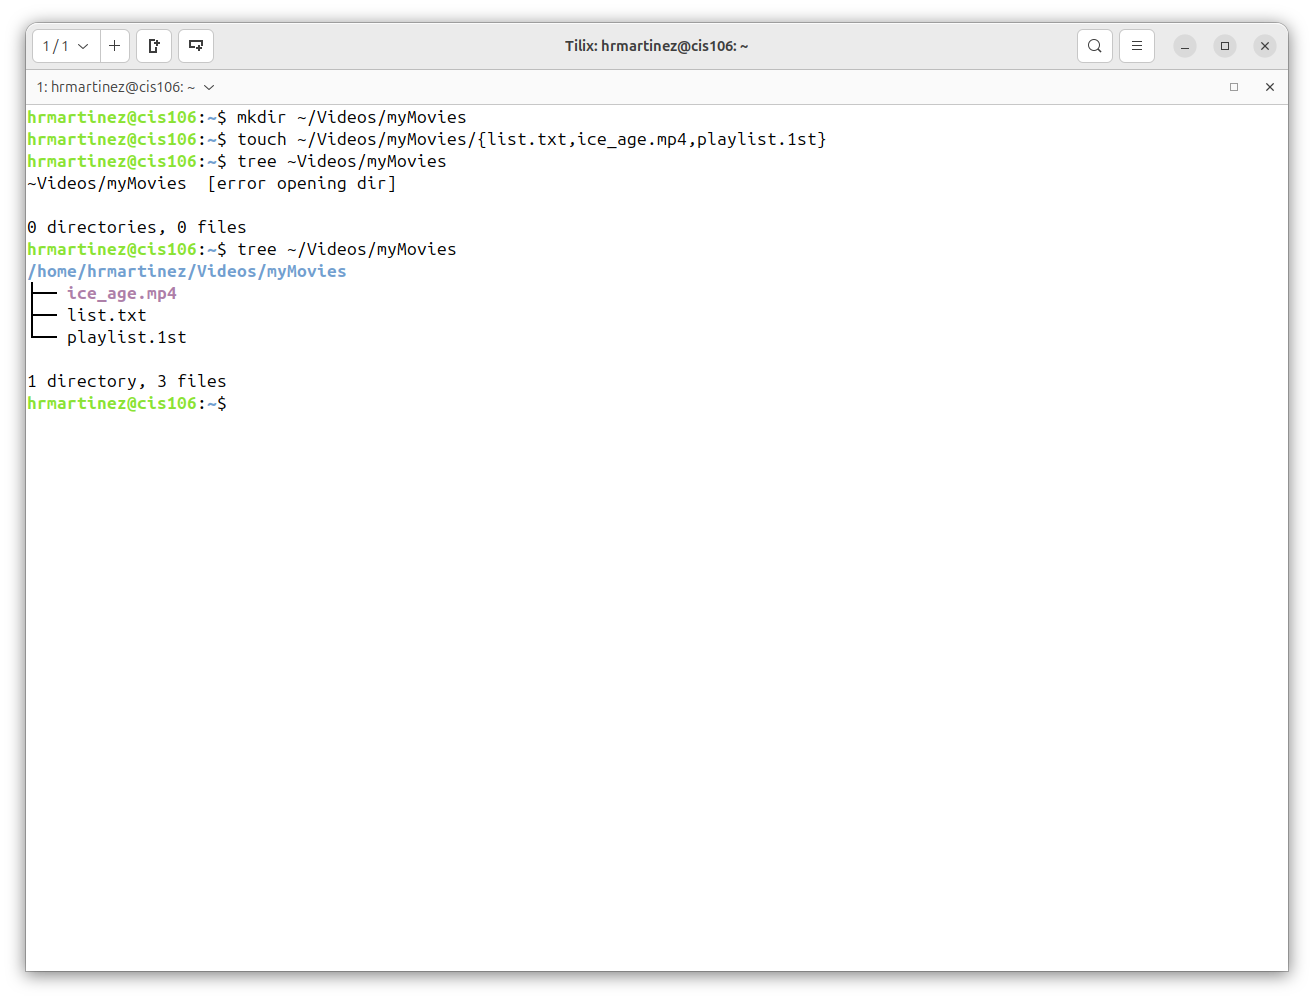 1 / 1
Tilix: hrmartinez@cis106: ~
1: hrmartinez@cis106: ~
hrmartinez@cis106:~$ mkdir ~/Videos/myMovies
hrmartinez@cis106:~$ touch ~/Videos/myMovies/{list.txt,ice_age.mp4,playlist.1st}
hrmartinez@cis106:~$ tree ~Videos/myMovies
~Videos/myMovies  [error opening dir]
0 directories, 0 files
hrmartinez@cis106:~$ tree ~/Videos/myMovies
/home/hrmartinez/Videos/myMovies
├── ice_age.mp4
├── list.txt
└── playlist.1st
1 directory, 3 files
hrmartinez@cis106:~$